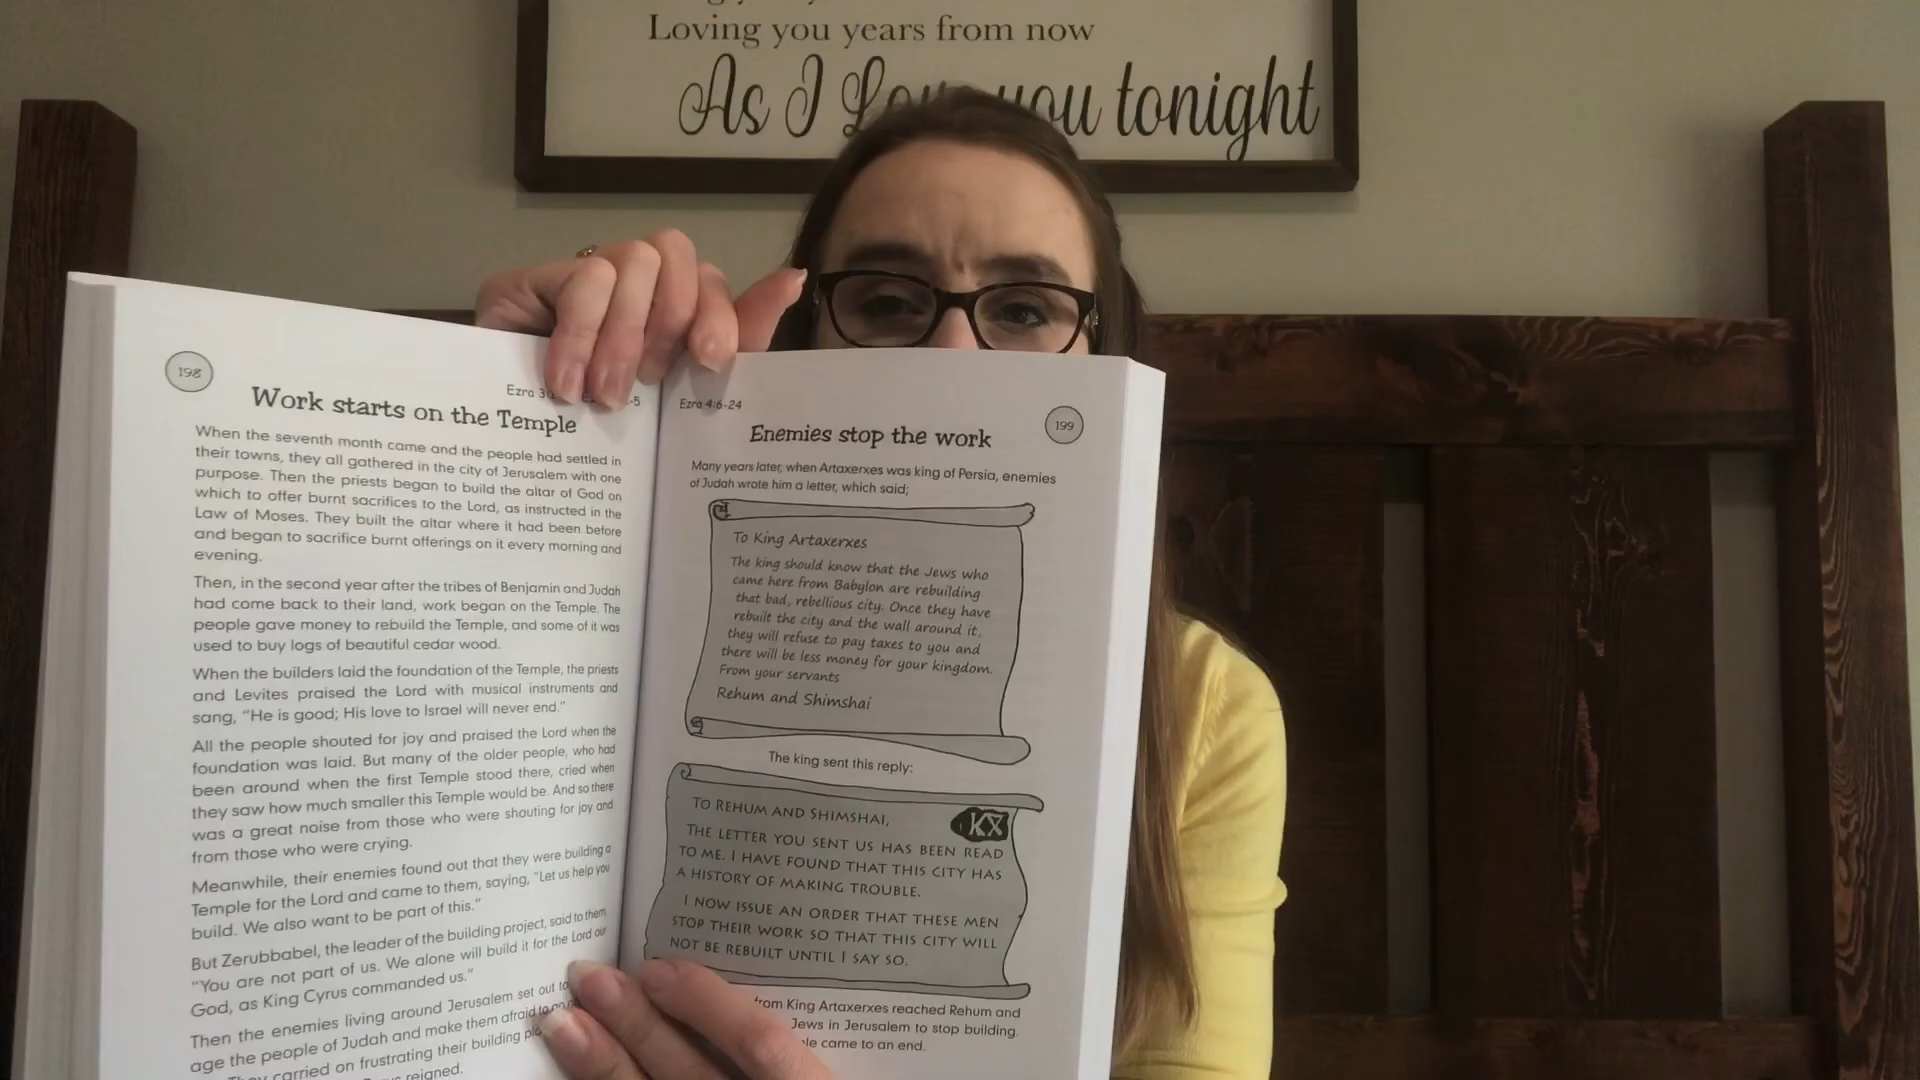 Loving you years from now
As I Love you tonight
198
Ezra 3
-5
Work starts on the Temple
When the seventh month came and the people had settled in
their towns, they all gathered in the city of Jerusalem with one
purpose. Then the priests began to build the altar of God on
which to offer burnt sacrifices to the Lord, as instructed in the
Law of Moses. They built the altar where it had been before
and began to sacrifice burnt offerings on it every morning and
evening.
Then, in the second year after the tribes of Benjamin and Judah
had come back to their land, work began on the Temple. The
people gave money to rebuild the Temple, and some of it was
used to buy logs of beautiful cedar wood.
When the builders laid the foundation of the Temple, the priests
and Levites praised the Lord with musical instruments and
sang, “He is good; His love to Israel will never end.”
All the people shouted for joy and praised the Lord when the
foundation was laid. But many of the older people, who had
been around when the first Temple stood there, cried when
they saw how much smaller this Temple would be. And so there
was a great noise from those who were shouting for joy and
from those who were crying.
Meanwhile, their enemies found out that they were building a
Temple for the Lord and came to them, saying, “Let us help you
build. We also want to be part of this.”
But Zerubbabel, the leader of the building project, said to them
“You are not part of us. We alone will build it for the Lord our
God, as King Cyrus commanded us.”
Then the enemies living around Jerusalem set out to
age the people of Judah and make them afraid to go on
They carried on frustrating their building
reigned.
Ezra 4:6-24
199
Enemies stop the work
Many years later, when Artaxerxes was king of Persia, enemies
of Judah wrote him a letter, which said;
To King Artaxerxes
The king should know that the Jews who
came here from Babylon are rebuilding
that bad, rebellious city. Once they have
rebuilt the city and the wall around it,
they will refuse to pay taxes to you and
there will be less money for your kingdom.
From your servants
Rehum and Shimshai
The king sent this reply:
TO REHUM AND SHIMSHAI,
KX
THE LETTER YOU SENT US HAS BEEN READ
TO ME. I HAVE FOUND THAT THIS CITY HAS
A HISTORY OF MAKING TROUBLE.
I NOW ISSUE AN ORDER THAT THESE MEN
STOP THEIR WORK SO THAT THIS CITY WILL
NOT BE REBUILT UNTIL I SAY SO.
from King Artaxerxes reached Rehum and
Jews in Jerusalem to stop building.
came to an end.